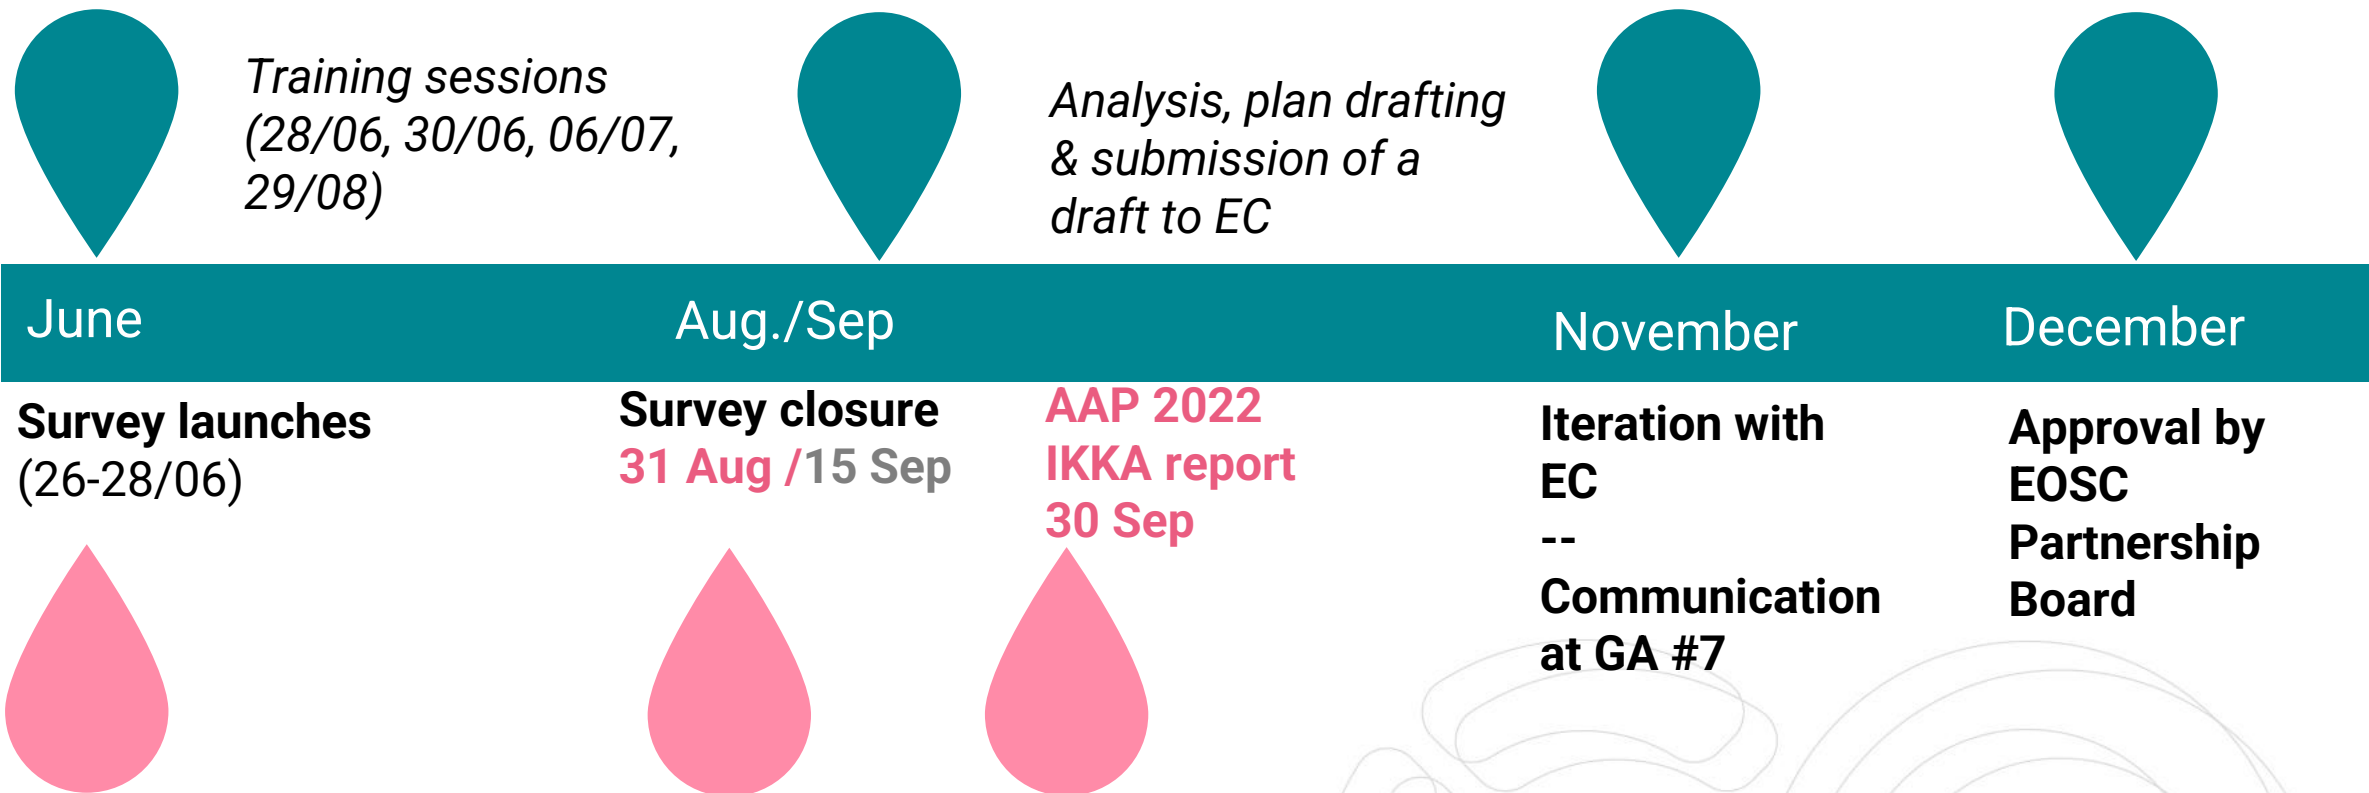 Training sessions
(28/06, 30/06, 06/07,
29/08)
Analysis, plan drafting
& submission of a
draft to EC
June
Aug./Sep
November
December
Survey launches
(26-28/06)
Survey closure
31 Aug /15 Sep
AAP 2022
IKKA report
30 Sep
Iteration with
EC
--
Communication
at GA #7
Approval by
EOSC
Partnership
Board